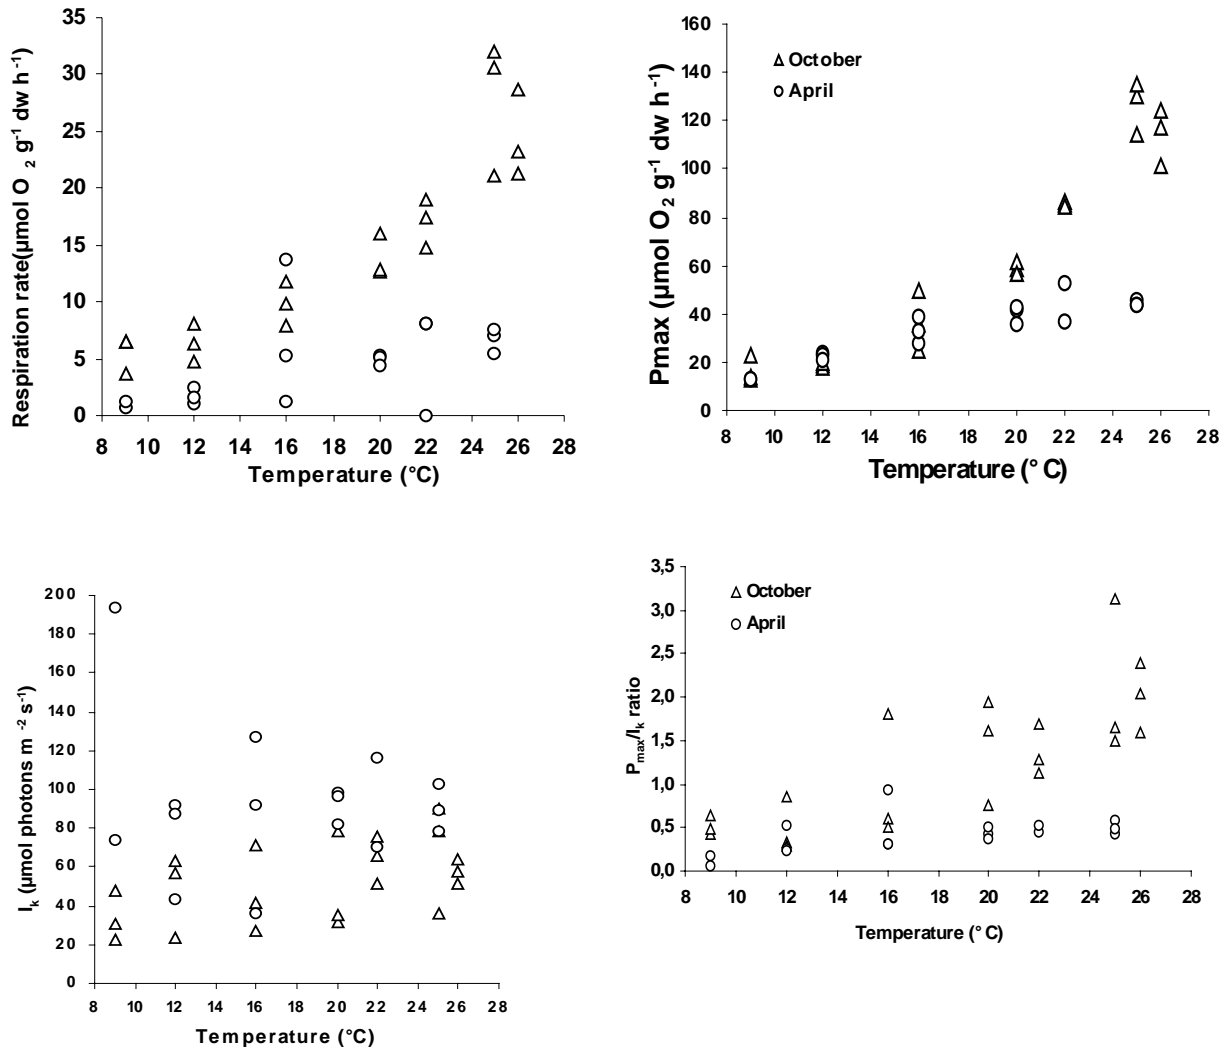 35
30
25
20
15
10
5
0
Respiration rate(µmol O 2 g-1 dw h-1)
8 10 12 14 16 18 20 22 24 26 28
Temperature (°C)
160
140
120
100
80
60
40
20
0
Pmax (µmol O2 g-1 dw h-1)
October
April
8 10 12 14 16 18 20 22 24 26 28
Temperature (° C)
200
180
160
140
120
100
80
60
40
20
0
Ik (µmol photons m -2 s-1)
8 10 12 14 16 18 20 22 24 26 28
Temperature (°C)
3,5
3,0
2,5
2,0
1,5
1,0
0,5
0,0
Pmax/Ik ratio
October
April
8 10 12 14 16 18 20 22 24 26 28
Temperature (° C)